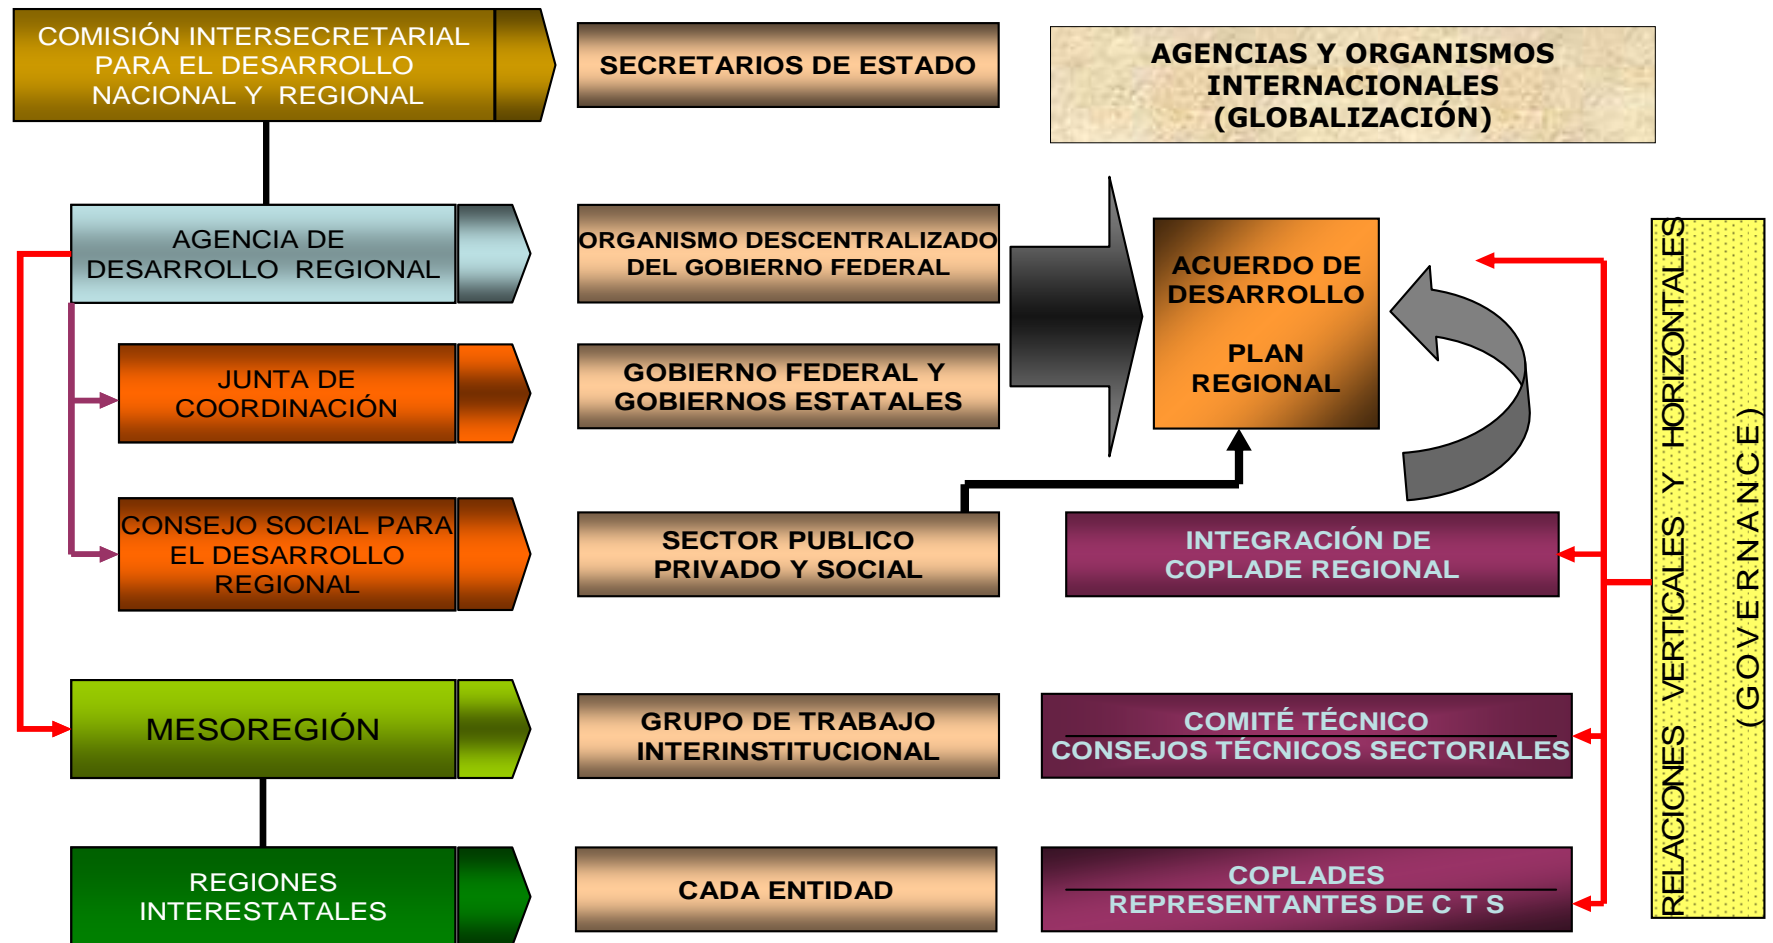 COMISIÓN INTERSECRETARIAL
PARA EL DESARROLLO
NACIONAL Y REGIONAL
SECRETARIOS DE ESTADO
AGENCIAS Y ORGANISMOS
INTERNACIONALES
(GLOBALIZACIÓN)
AGENCIA DE
DESARROLLO REGIONAL
ORGANISMO DESCENTRALIZADO
DEL GOBIERNO FEDERAL
ACUERDO DE
DESARROLLO
PLAN
REGIONAL
JUNTA DE
COORDINACIÓN
GOBIERNO FEDERAL Y
GOBIERNOS ESTATALES
CONSEJO SOCIAL PARA
EL DESARROLLO
REGIONAL
SECTOR PUBLICO
PRIVADO Y SOCIAL
INTEGRACIÓN DE
COPLADE REGIONAL
MESOREGIÓN
GRUPO DE TRABAJO
INTERINSTITUCIONAL
COMITÉ TÉCNICO
CONSEJOS TÉCNICOS SECTORIALES
REGIONES
INTERESTATALES
CADA ENTIDAD
COPLADES
REPRESENTANTES DE C T S
RELACIONES VERTICALES Y HORIZONTALES
(GOVERNANCE)